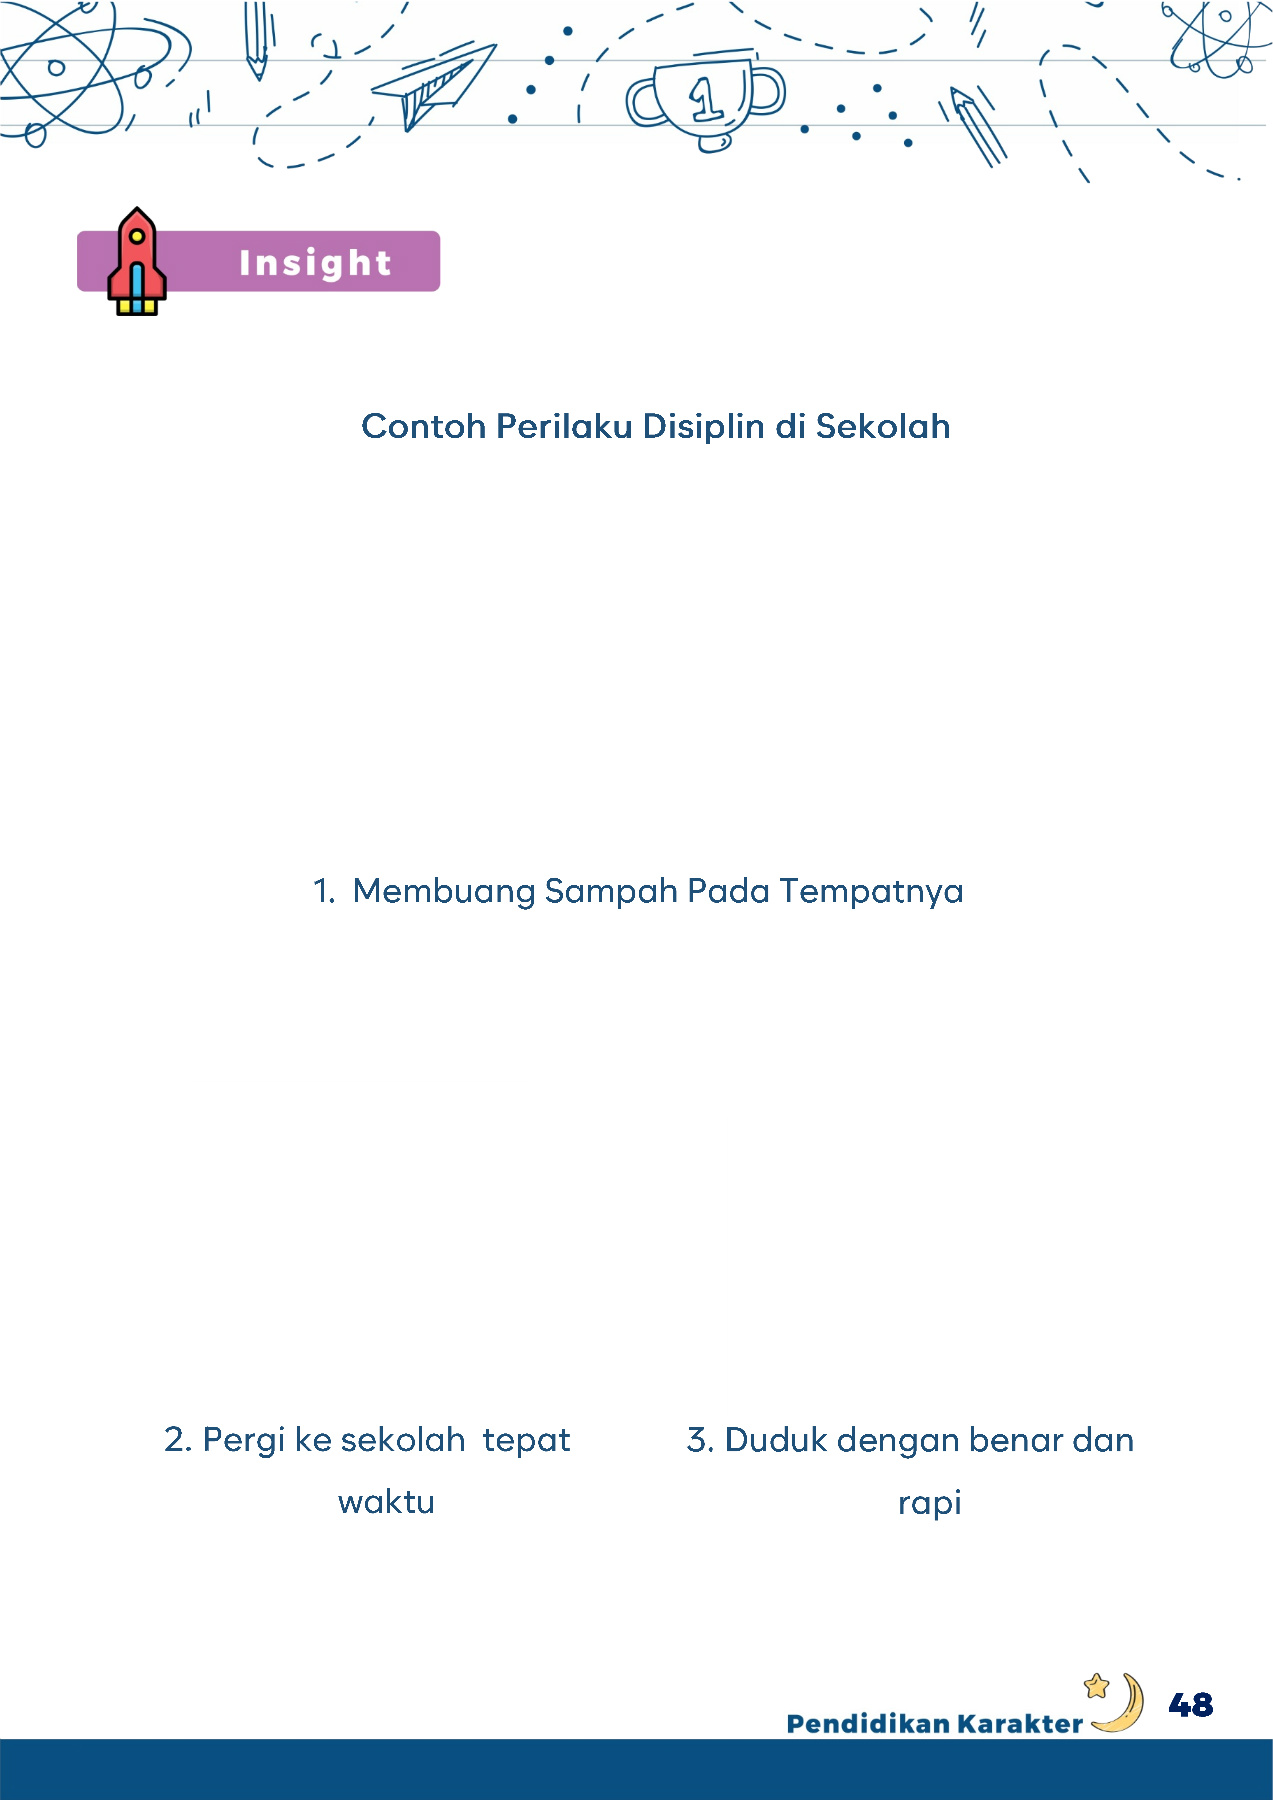 1
Insight
Contoh Perilaku Disiplin di Sekolah
1. Membuang Sampah Pada Tempatnya
2. Pergi ke sekolah tepat
waktu
3. Duduk dengan benar dan
rapi
Pendidikan Karakter
48